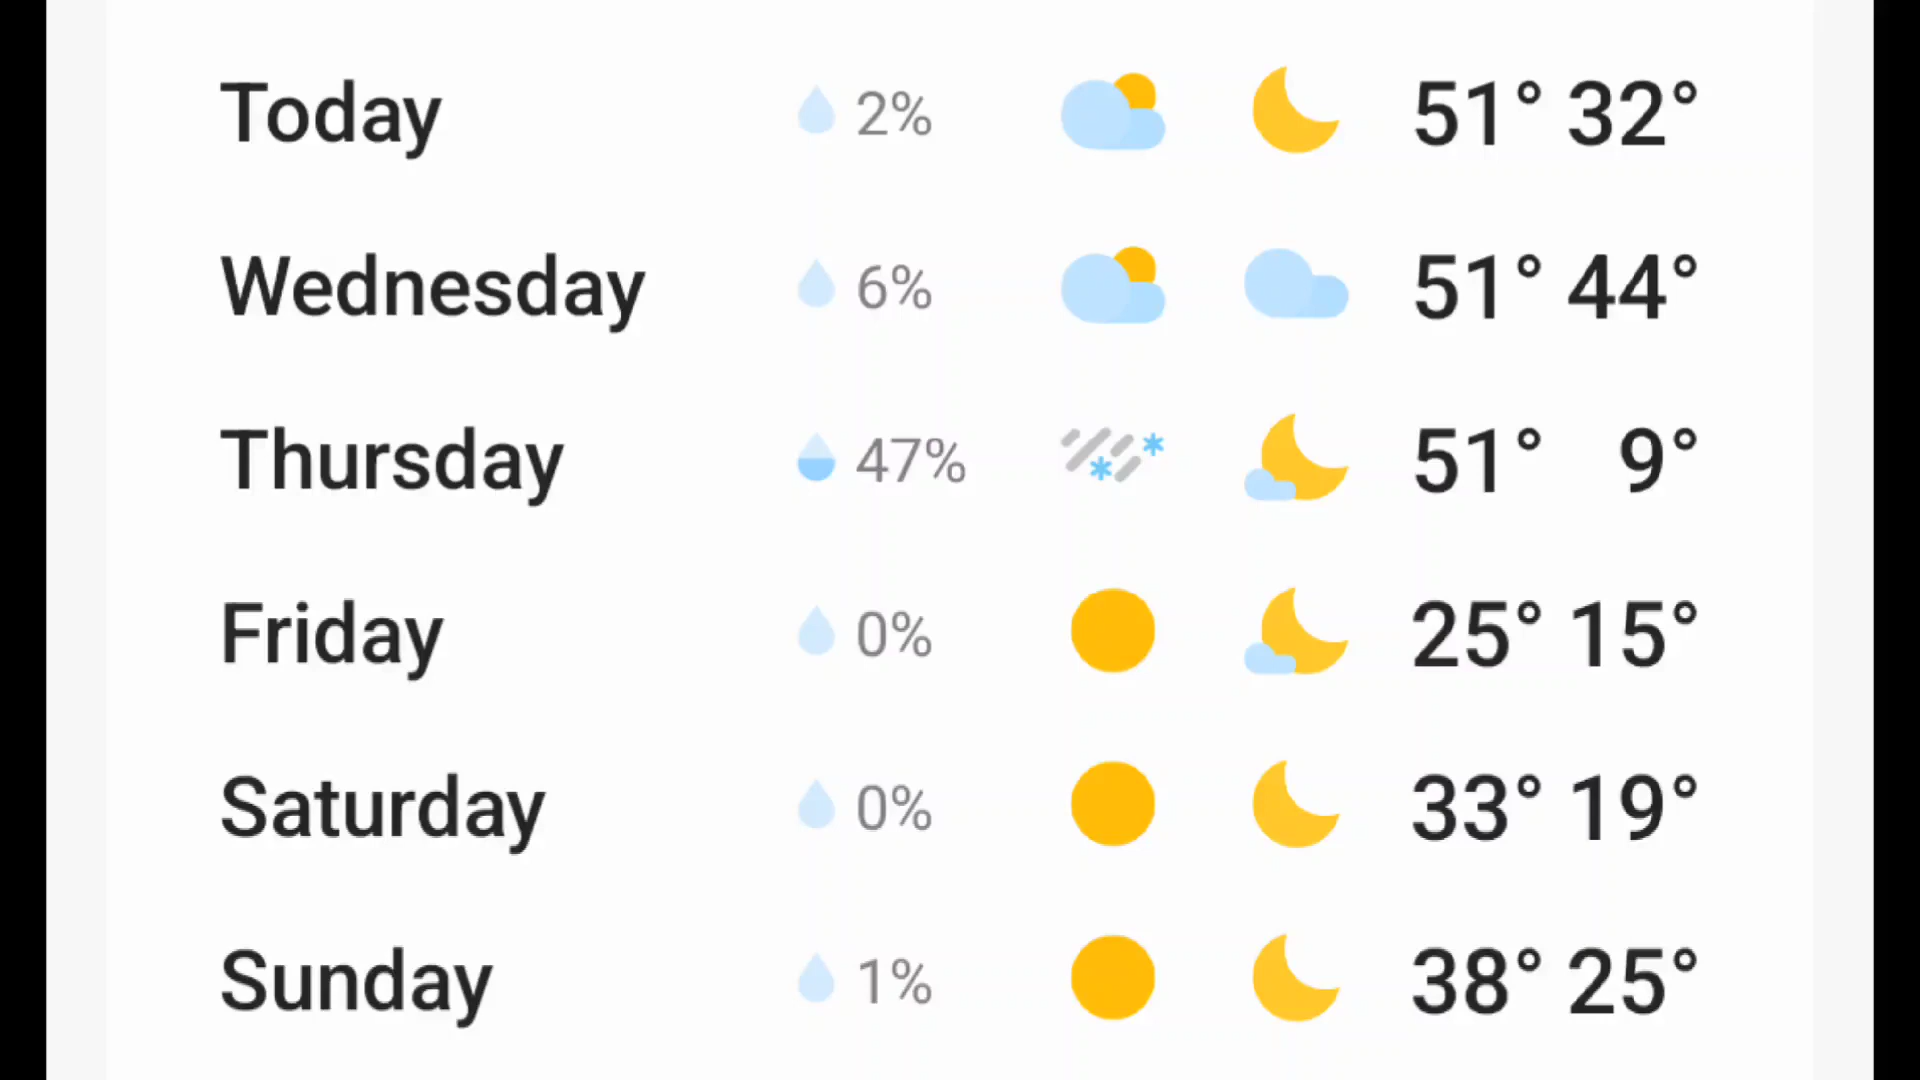 Today 2% 51° 32°
Wednesday 6% 51° 44°
Thursday 47% 51° 9°
Friday 0% 25° 15°
Saturday 0% 33° 19°
Sunday 1% 38° 25°